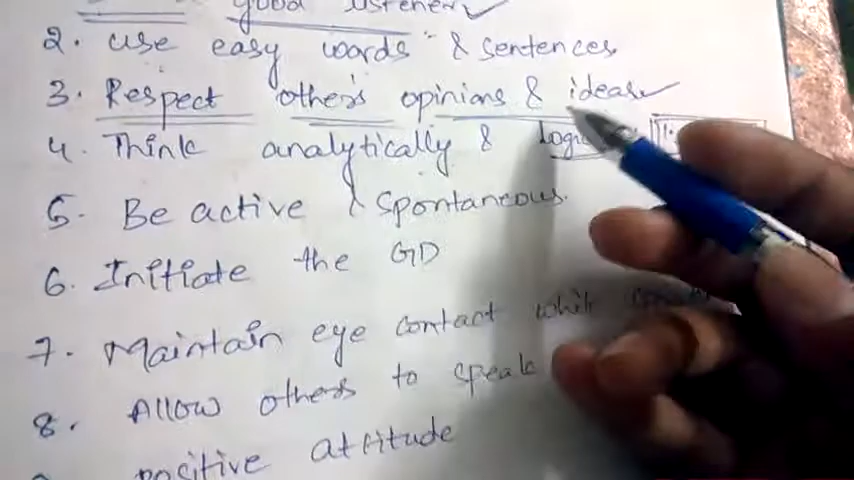 good listener
2. use easy words & sentences
3. Respect other's opinions & ideas
4. Think analytically &
5. Be active & Spontaneous.
6. Initiate the GD
7. Maintain eye contact while
8. Allow others to speak
positive attitude